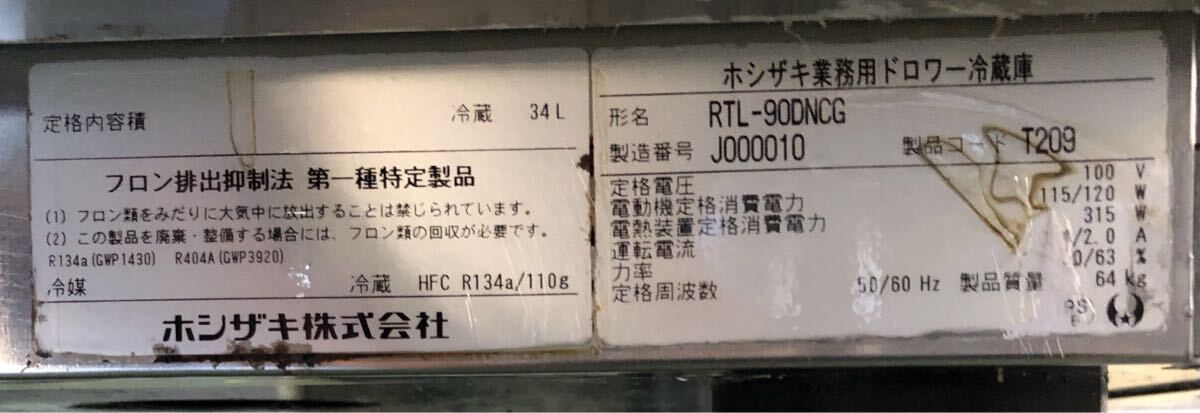 定格内容積 冷蔵 34L
フロン排出抑制法 第一種特定製品
(1) フロン類をみだりに大気中に放出することは禁じられています。
(2) この製品を廃棄・整備する場合には、フロン類の回収が必要です。
R134a(GWP1430) R404A(GWP3920)
冷媒 冷蔵 HFC R134a/110g
ホシザキ株式会社
ホシザキ業務用ドロワー冷蔵庫
形名 RTL-90DNCG
製造番号 J000010 製品コード T209
定格電圧 100 V
電動機定格消費電力 115/120 W
電熱装置定格消費電力 315 W
運転電流 /2.0 A
力率 0/63 %
定格周波数 50/60 Hz 製品質量 64 kg
PS
E